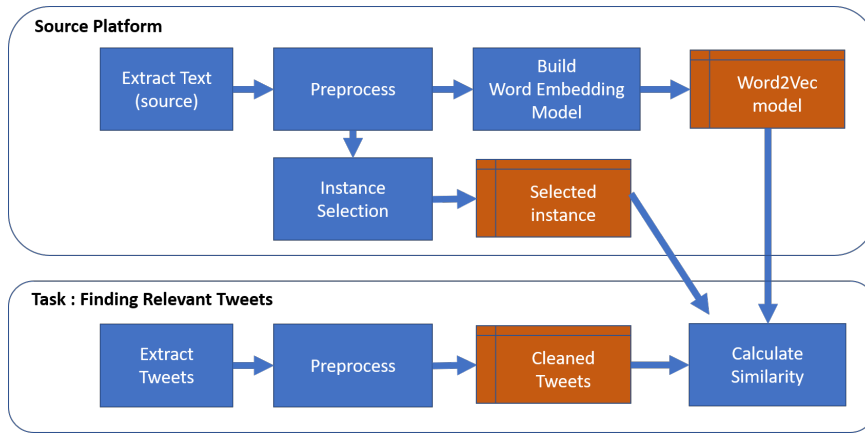 Source Platform
Extract Text
(source)
Preprocess
Build
Word Embedding
Model
Word2Vec
model
Instance
Selection
Selected
instance
Task : Finding Relevant Tweets
Extract
Tweets
Preprocess
Cleaned
Tweets
Calculate
Similarity